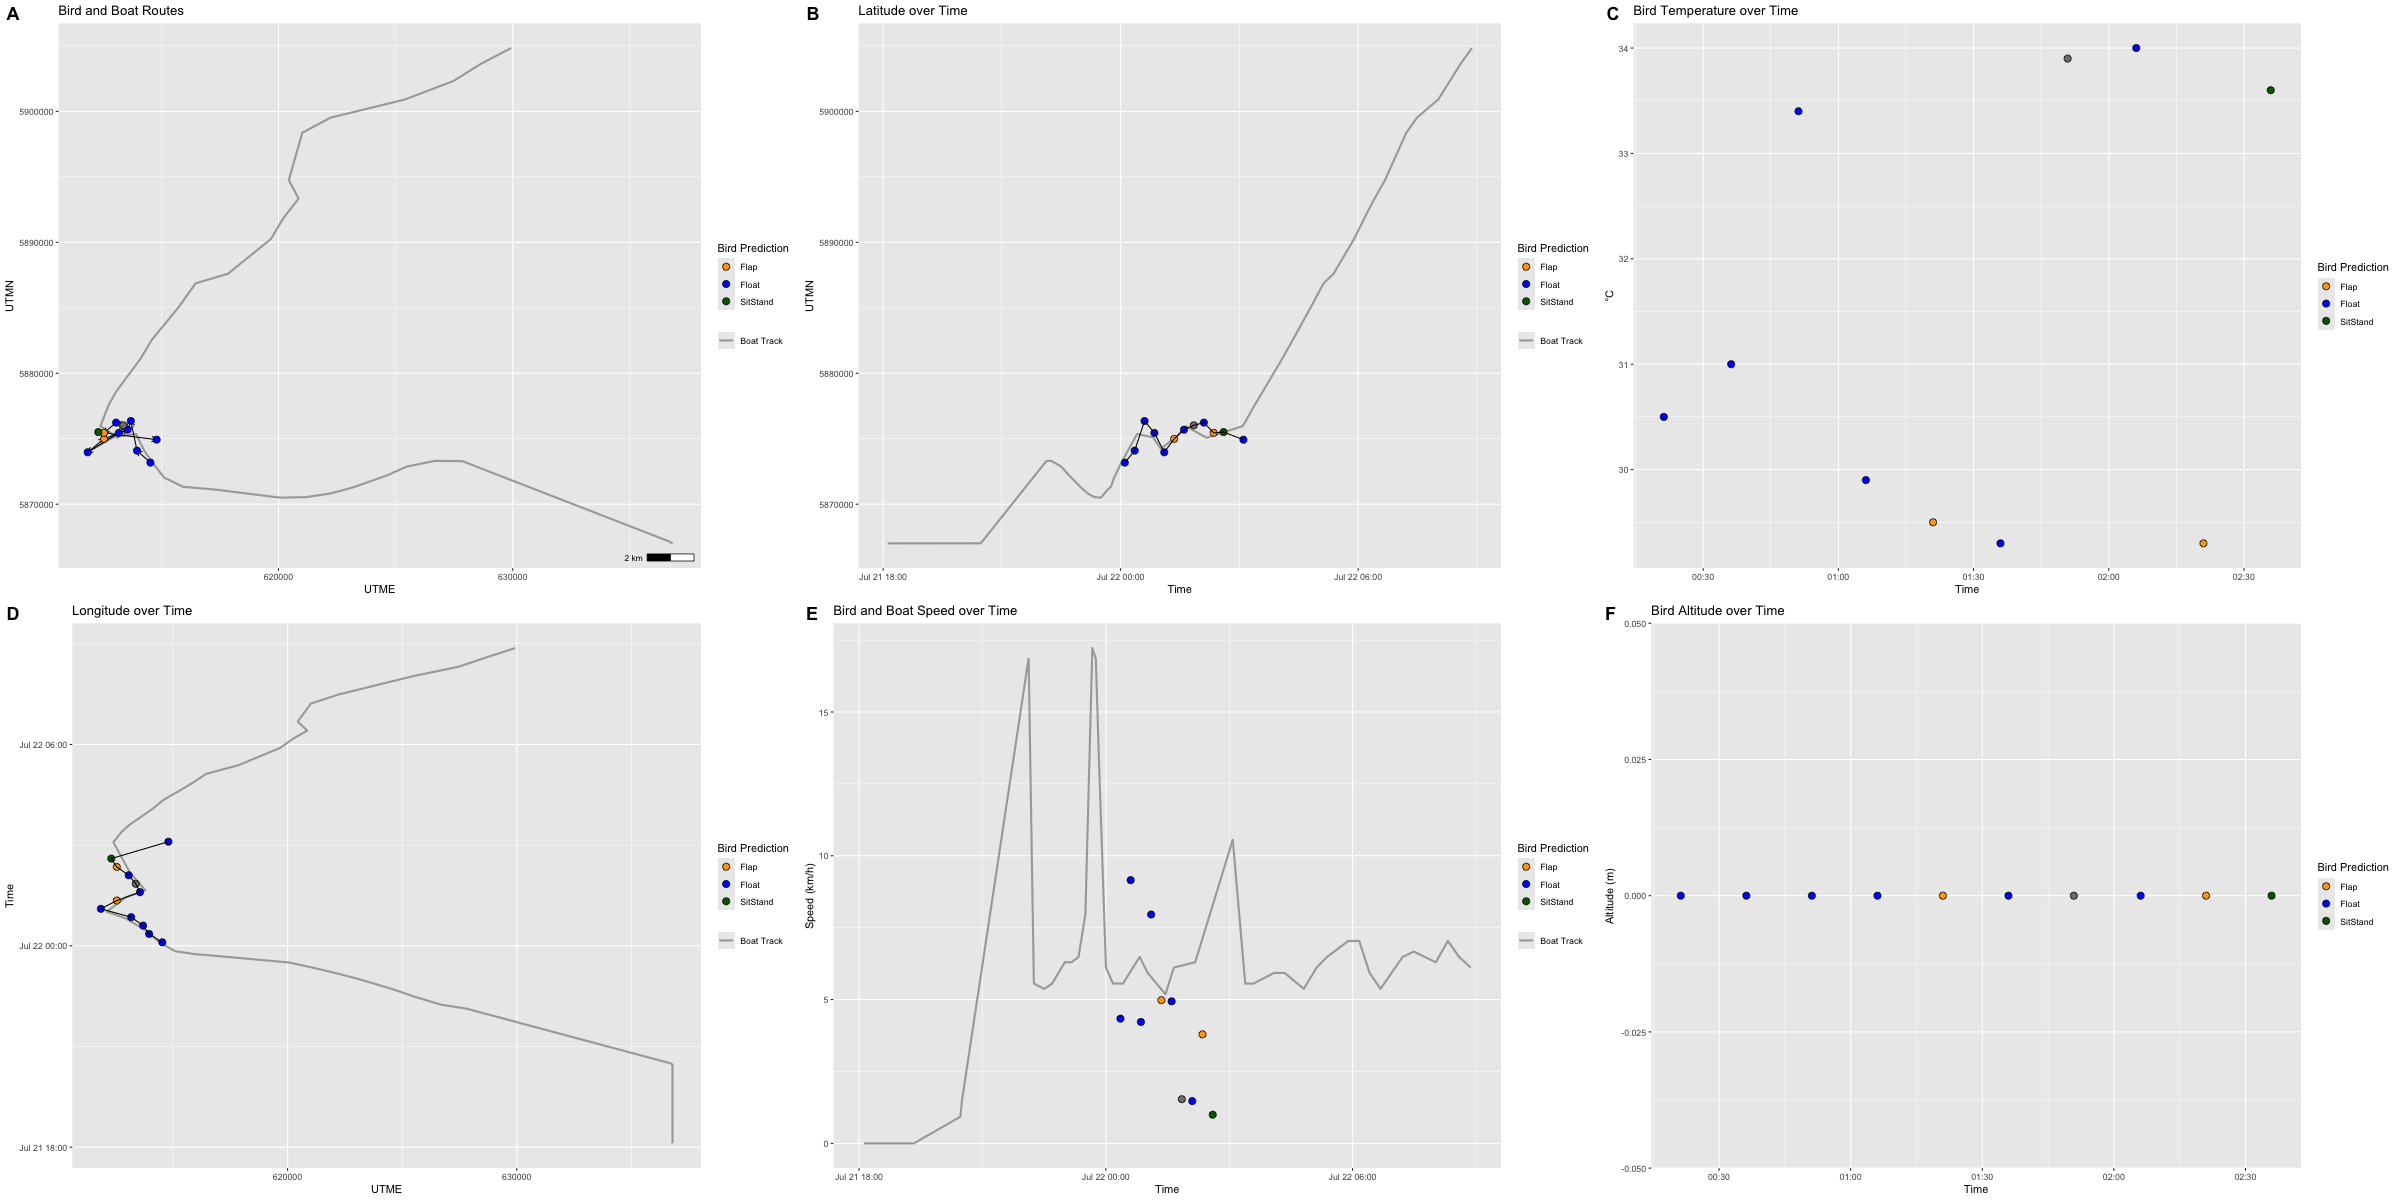 A
Bird and Boat Routes
UTMN
5900000
5890000
5880000
5870000
620000
630000
UTME
2 km
Bird Prediction
Flap
Float
SitStand
Boat Track
B
Latitude over Time
UTMN
5900000
5890000
5880000
5870000
Jul 21 18:00
Jul 22 00:00
Jul 22 06:00
Time
Bird Prediction
Flap
Float
SitStand
Boat Track
C
Bird Temperature over Time
°C
34
33
32
31
30
00:30
01:00
01:30
02:00
02:30
Time
Bird Prediction
Flap
Float
SitStand
D
Longitude over Time
Time
Jul 22 06:00
Jul 22 00:00
Jul 21 18:00
620000
630000
UTME
Bird Prediction
Flap
Float
SitStand
Boat Track
E
Bird and Boat Speed over Time
Speed (km/h)
15
10
5
0
Jul 21 18:00
Jul 22 00:00
Jul 22 06:00
Time
Bird Prediction
Flap
Float
SitStand
Boat Track
F
Bird Altitude over Time
Altitude (m)
0.050
0.025
0.000
-0.025
-0.050
00:30
01:00
01:30
02:00
02:30
Time
Bird Prediction
Flap
Float
SitStand